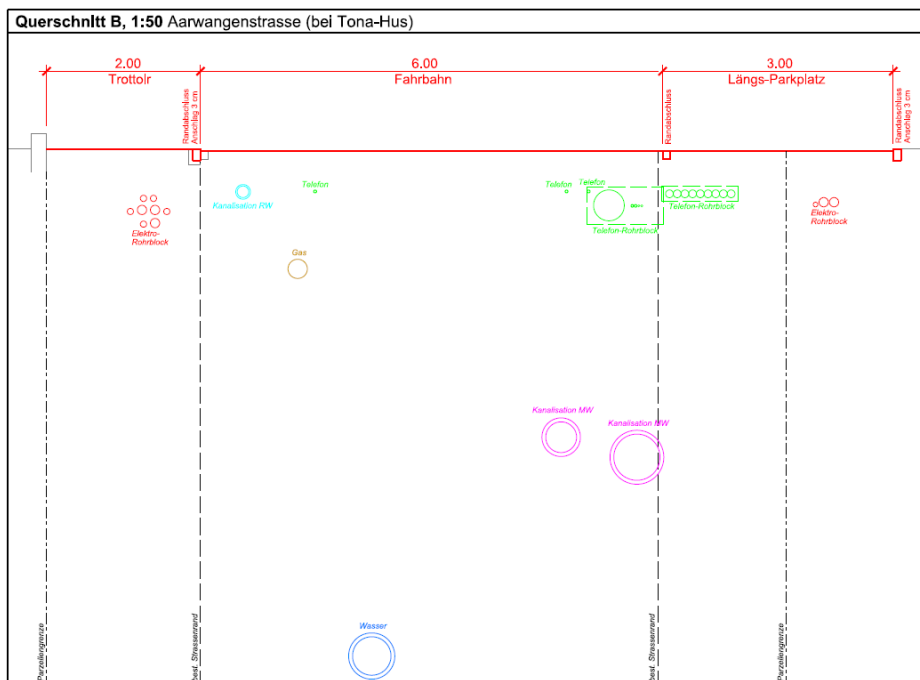 Querschnitt B, 1:50 Aarwangenstrasse (bei Tona-Hus)
2.00
6.00
3.00
Trottoir
Fahrbahn
Längs-Parkplatz
Randabschluss
Anschlag 3 cm
Randabschluss
Randabschluss
Anschlag 3 cm
Kanalisation RW
Telefon
Telefon
Telefon
Telefon-Rohrblock
Telefon-Rohrblock
Elektro-
Rohrblock
Elektro-
Rohrblock
Gas
Kanalisation MW
Kanalisation MW
Wasser
Parzellengrenze
best. Strassenrand
best. Strassenrand
Parzellengrenze